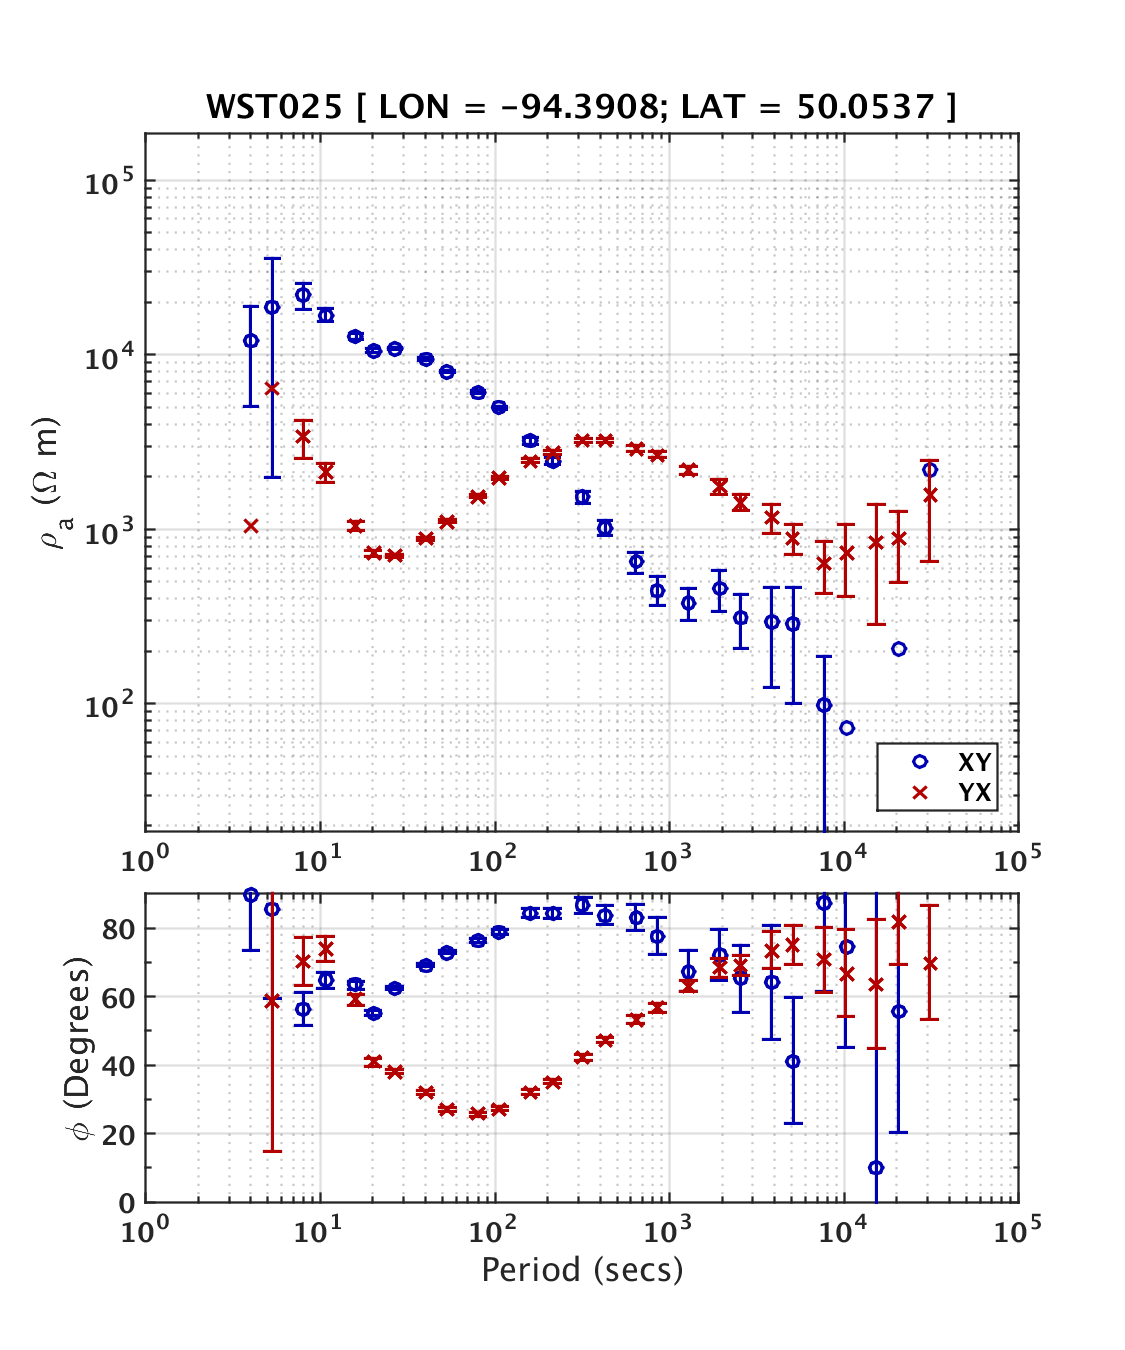 WST025 [ LON = -94.3908; LAT = 50.0537 ]
10^5
10^4
10^3
10^2
ρa (Ω m)
XY
YX
10^0 10^1 10^2 10^3 10^4 10^5
80
60
40
20
0
ϕ (Degrees)
10^0 10^1 10^2 10^3 10^4 10^5
Period (secs)